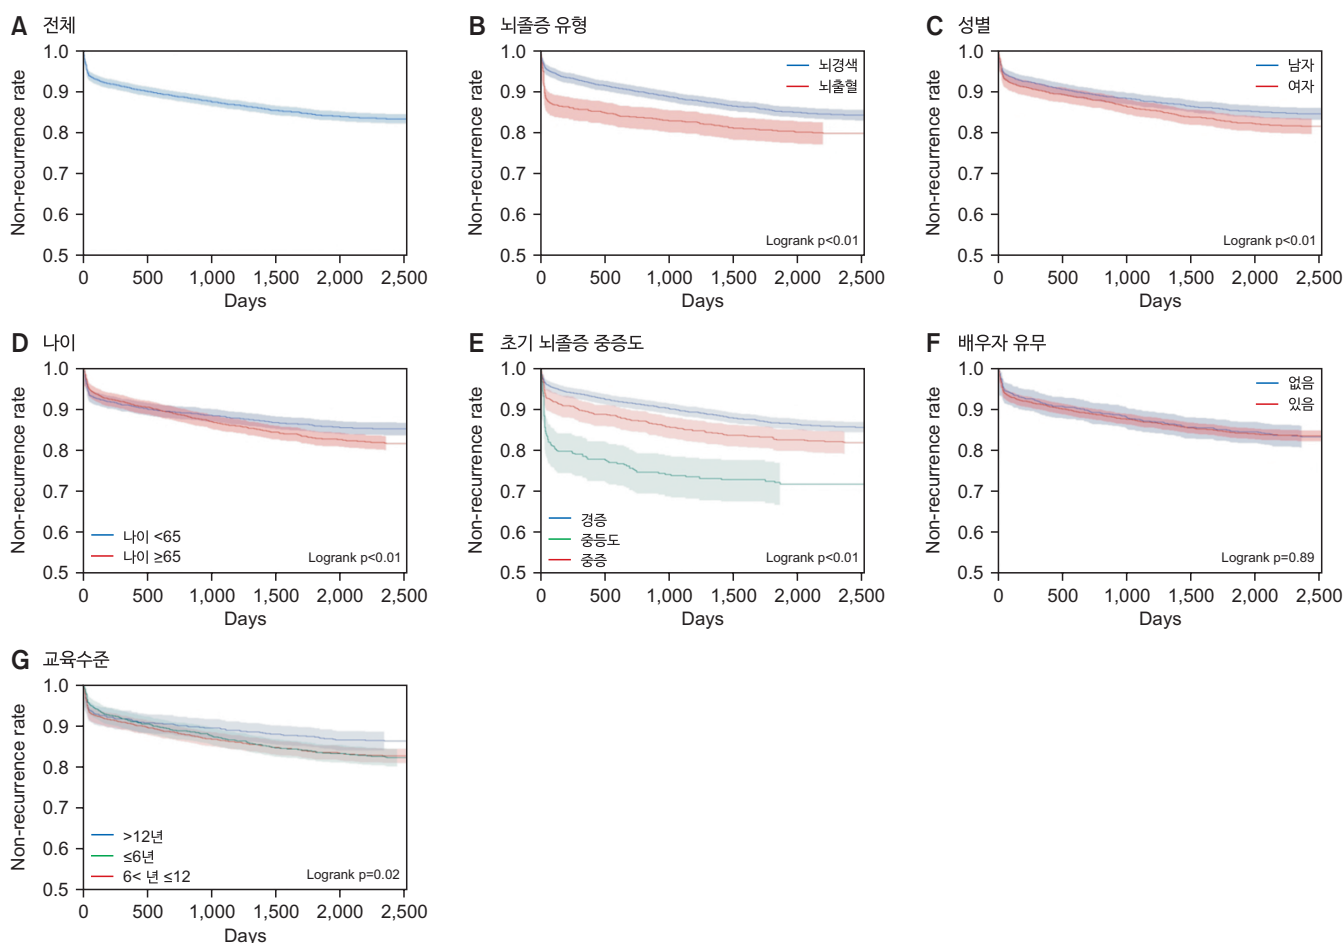 A 전체
Non-recurrence rate
1.0
0.9
0.8
0.7
0.6
0.5
0 500 1,000 1,500 2,000 2,500
Days
B 뇌졸증 유형
Non-recurrence rate
1.0
0.9
0.8
0.7
0.6
0.5
뇌경색
뇌출혈
Logrank p<0.01
0 500 1,000 1,500 2,000 2,500
Days
C 성별
Non-recurrence rate
1.0
0.9
0.8
0.7
0.6
0.5
남자
여자
Logrank p<0.01
0 500 1,000 1,500 2,000 2,500
Days
D 나이
Non-recurrence rate
1.0
0.9
0.8
0.7
0.6
0.5
나이 <65
나이 ≥65
Logrank p<0.01
0 500 1,000 1,500 2,000 2,500
Days
E 초기 뇌졸증 중증도
Non-recurrence rate
1.0
0.9
0.8
0.7
0.6
0.5
경증
중등도
중증
Logrank p<0.01
0 500 1,000 1,500 2,000 2,500
Days
F 배우자 유무
Non-recurrence rate
1.0
0.9
0.8
0.7
0.6
0.5
없음
있음
Logrank p=0.89
0 500 1,000 1,500 2,000 2,500
Days
G 교육수준
Non-recurrence rate
1.0
0.9
0.8
0.7
0.6
0.5
>12년
≤6년
6< 년 ≤12
Logrank p=0.02
0 500 1,000 1,500 2,000 2,500
Days